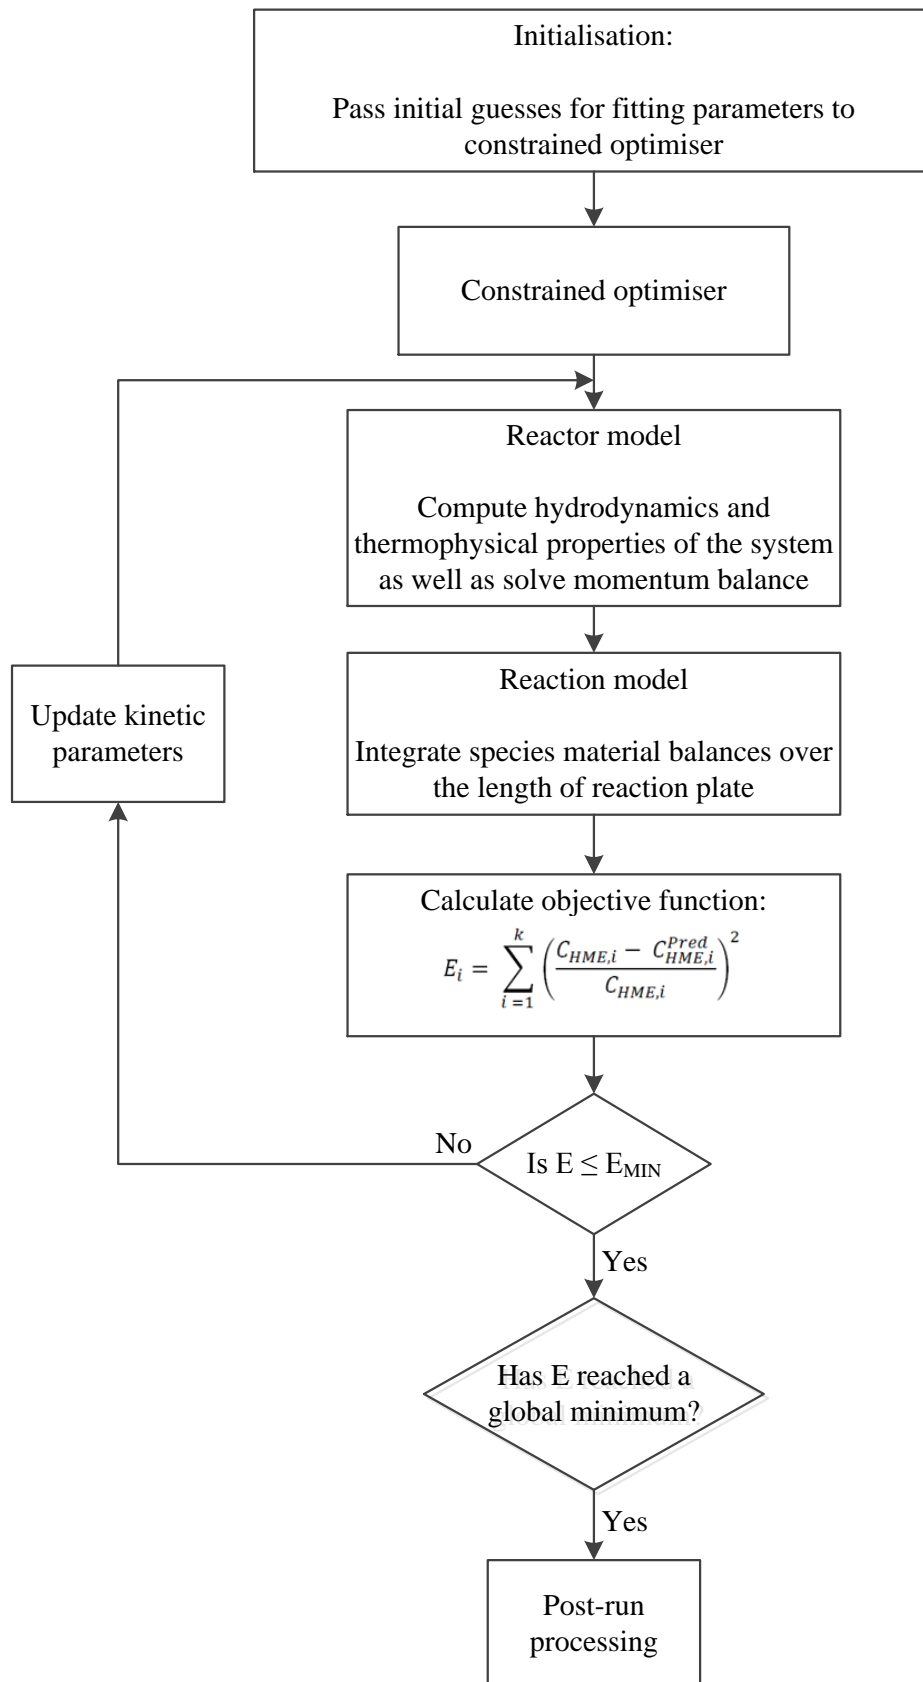 Initialisation:
Pass initial guesses for fitting parameters to
constrained optimiser
Constrained optimiser
Reactor model
Compute hydrodynamics and
thermophysical properties of the system
as well as solve momentum balance
Reaction model
Integrate species material balances over
the length of reaction plate
Update kinetic
parameters
Calculate objective function:
E_i = \sum_{i=1}^{k} \left( \frac{C_{HME,i} - C_{HME,i}^{Pred}}{C_{HME,i}} \right)^2
No
Is E ≤ E_MIN
Yes
Has E reached a
global minimum?
Yes
Post-run
processing